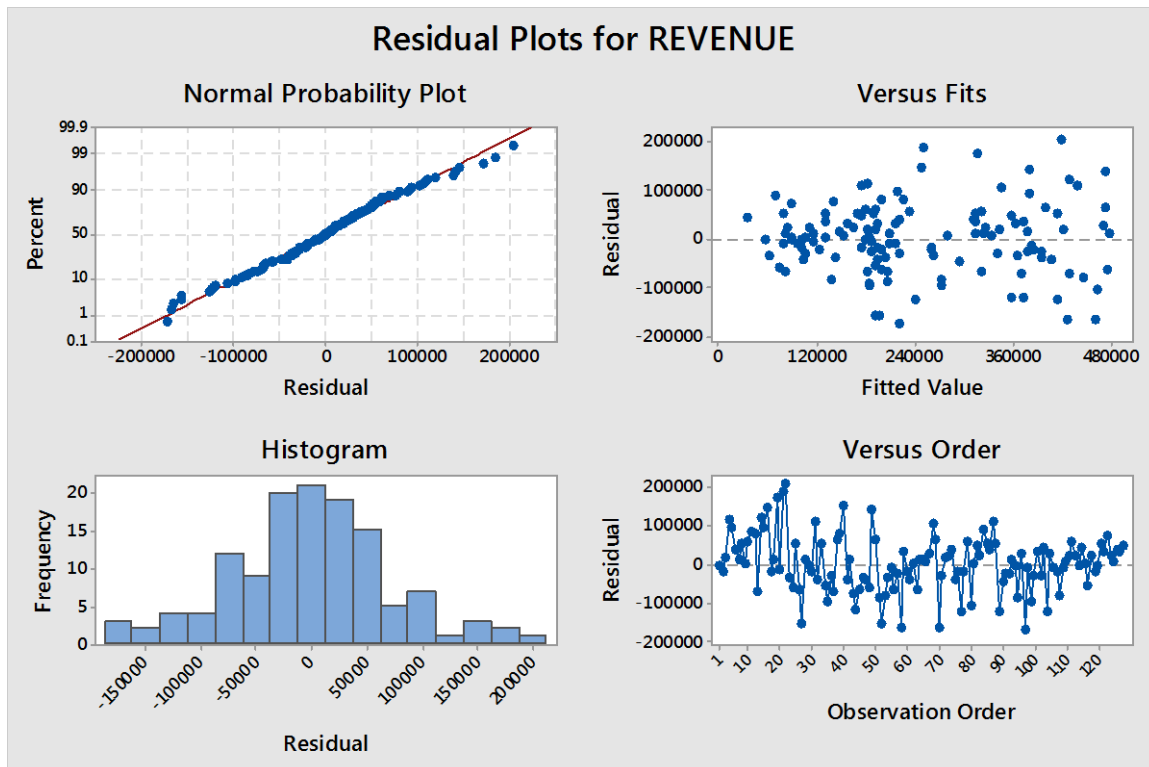 Residual Plots for REVENUE
Normal Probability Plot
Percent
99.9
99
90
50
10
1
0.1
-200000 -100000 0 100000 200000
Residual
Versus Fits
Residual
200000
100000
0
-100000
-200000
0 120000 240000 360000 480000
Fitted Value
Histogram
Frequency
20
15
10
5
0
-150000 -100000 -50000 0 50000 100000 150000 200000
Residual
Versus Order
Residual
200000
100000
0
-100000
-200000
1 10 20 30 40 50 60 70 80 90 100 110 120
Observation Order